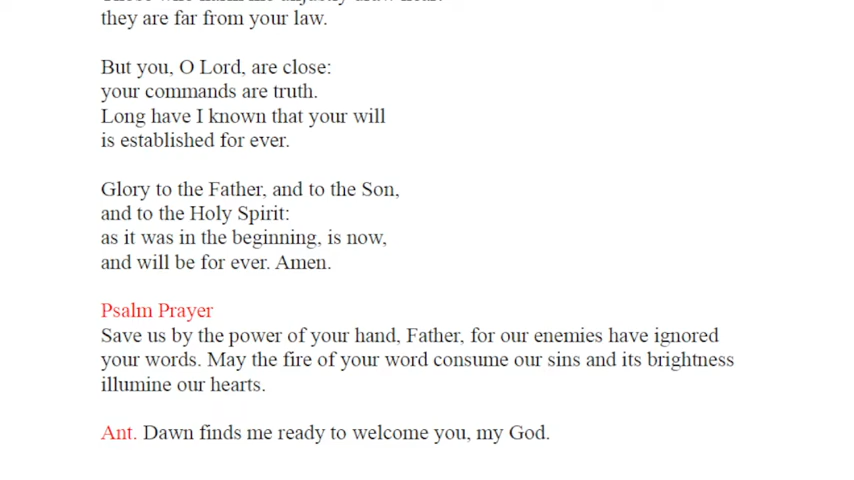 they are far from your law.
But you, O Lord, are close:
your commands are truth.
Long have I known that your will
is established for ever.
Glory to the Father, and to the Son,
and to the Holy Spirit:
as it was in the beginning, is now,
and will be for ever. Amen.
Psalm Prayer
Save us by the power of your hand, Father, for our enemies have ignored
your words. May the fire of your word consume our sins and its brightness
illumine our hearts.
Ant. Dawn finds me ready to welcome you, my God.